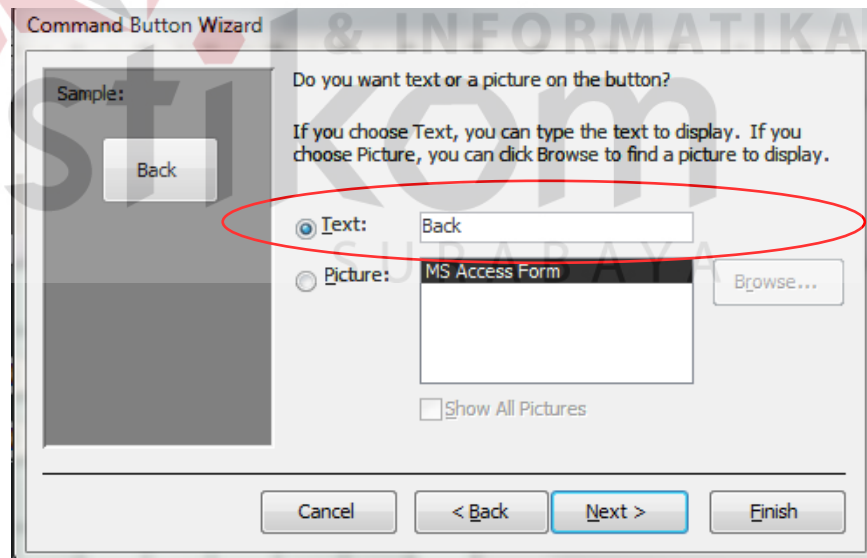 Command Button Wizard
& INFORMATIKA
stikom
SURABAYA
Sample:
Back
Do you want text or a picture on the button?
If you choose Text, you can type the text to display. If you
choose Picture, you can click Browse to find a picture to display.
Text:
Back
Picture:
MS Access Form
Browse...
Show All Pictures
Cancel
< Back
Next >
Finish